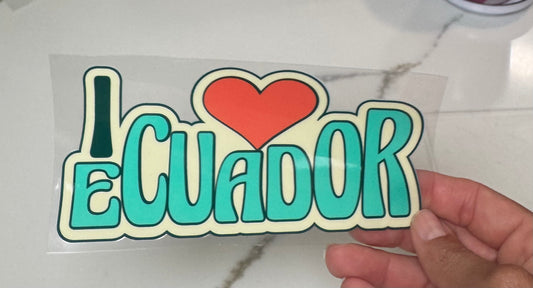 I ❤
ECUADOR